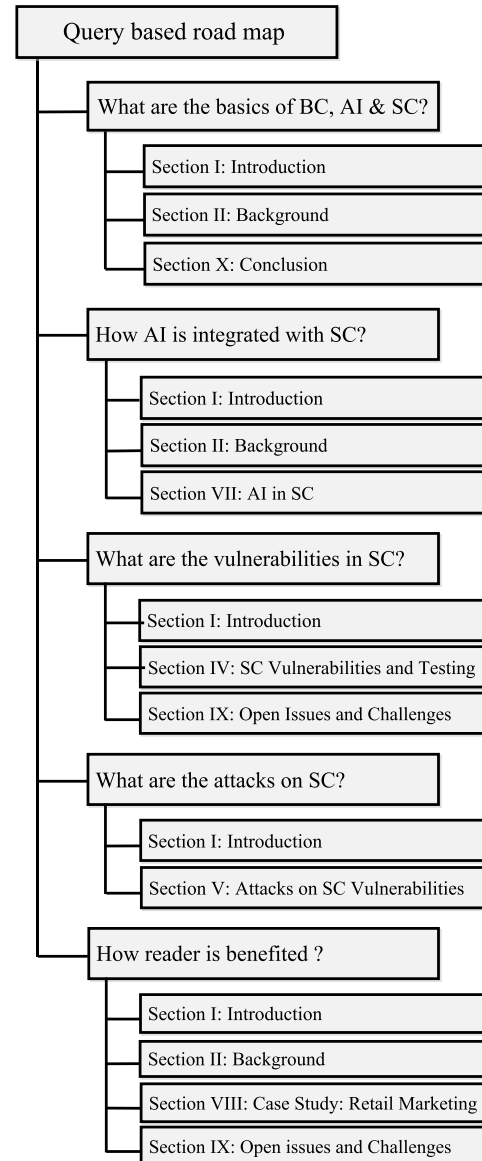 Query based road map
What are the basics of BC, AI & SC?
Section I: Introduction
Section II: Background
Section X: Conclusion
How AI is integrated with SC?
Section I: Introduction
Section II: Background
Section VII: AI in SC
What are the vulnerabilities in SC?
Section I: Introduction
Section IV: SC Vulnerabilities and Testing
Section IX: Open Issues and Challenges
What are the attacks on SC?
Section I: Introduction
Section V: Attacks on SC Vulnerabilities
How reader is benefited ?
Section I: Introduction
Section II: Background
Section VIII: Case Study: Retail Marketing
Section IX: Open issues and Challenges